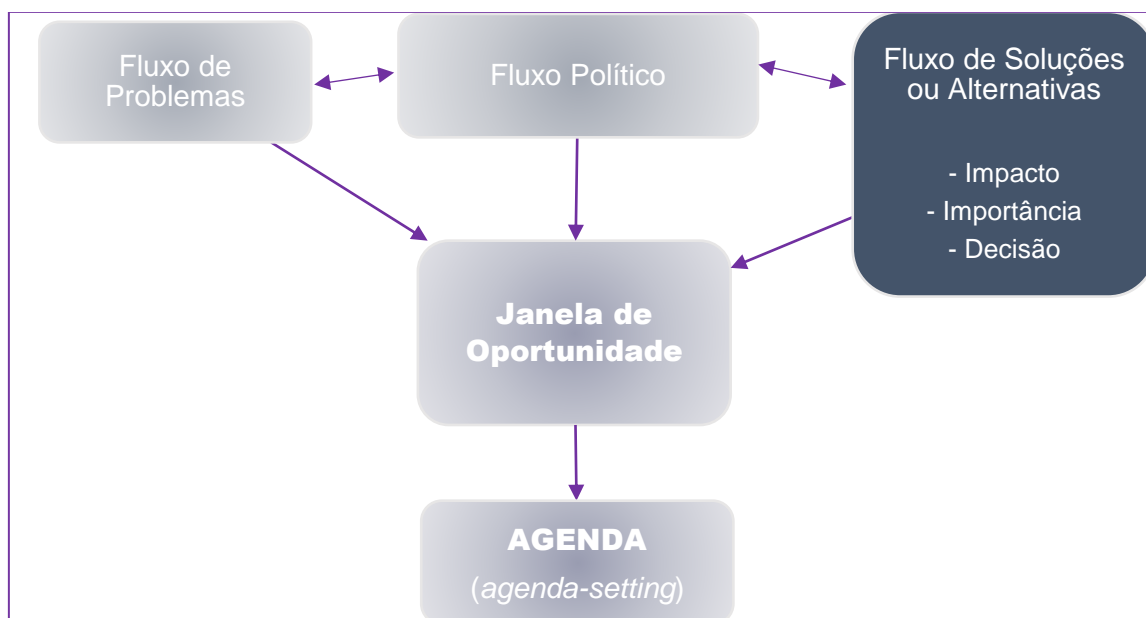 Fluxo de
Problemas
Fluxo Político
Fluxo de Soluções
ou Alternativas
- Impacto
- Importância
- Decisão
Janela de
Oportunidade
AGENDA
(agenda-setting)